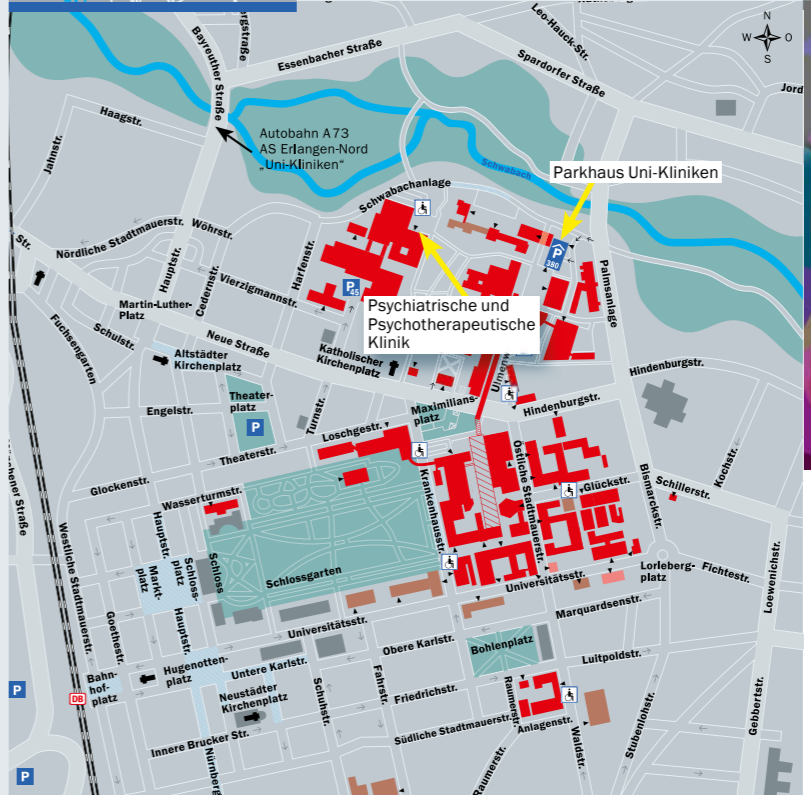 Leo-Hauck-Str.
N
W
O
S
Bayreuther Straße
Essenbacher Straße
Spardorfer Straße
Jord
Haagstr.
Jahnstr.
Autobahn A 73
AS Erlangen-Nord
„Uni-Kliniken“
Schwabach
Parkhaus Uni-Kliniken
Schwabachanlage
P
380
Palmsanlage
Str.
Nördliche Stadtmauerstr.
Wöhrstr.
Hauptstr.
Cedernstr.
Harfenstr.
Vierzigmannstr.
P
45
Psychiatrische und
Psychotherapeutische
Klinik
Martin-Luther-
Platz
Fuchsengarten
Schulstr.
Neue Straße
Altstädter
Kirchenplatz
Katholischer
Kirchenplatz
Hindenburgstr.
Theater-
platz
P
Engelstr.
Turnstr.
Maximilians-
platz
Hindenburgstr.
Loschgestr.
Theaterstr.
Glockenstr.
Wasserturmstr.
Krankenhausstr.
Östliche Stadtmauerstr.
Glückstr.
Bismarckstr.
Schillerstr.
Kochstr.
Westliche Stadtmauerstr.
Hauptstr.
Schloss-
platz
Markt-
platz
Schloss
Schlossgarten
Universitätsstr.
Lorleberg-
platz
Fichtestr.
Loewenichstr.
Goethestr.
Hauptstr.
Universitätsstr.
Marquardsenstr.
Obere Karlstr.
Bohlenplatz
Luitpoldstr.
Bahn-
hof-
platz
Hugenotten-
platz
Untere Karlstr.
DB
P
Neustädter
Kirchenplatz
Schuhstr.
Fahrstr.
Friedrichstr.
Raumerstr.
Gebbertstr.
Innere Brucker Str.
Südliche Stadtmauerstr.
Anlagenstr.
Waldstr.
Stubenlohstr.
Raumerstr.
P